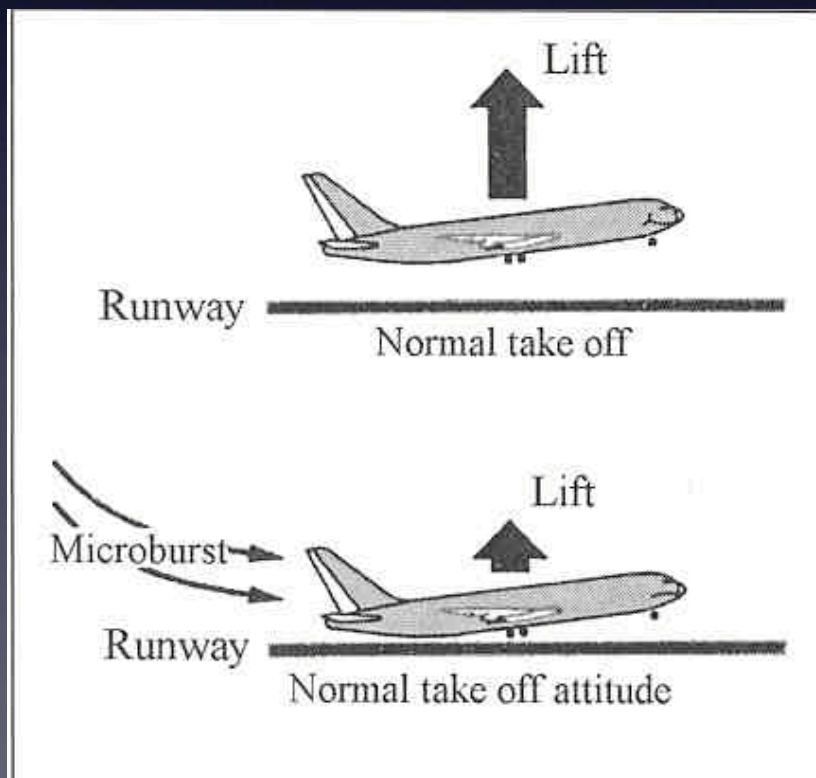 Lift
Runway
Normal take off
Lift
Microburst
Runway
Normal take off attitude